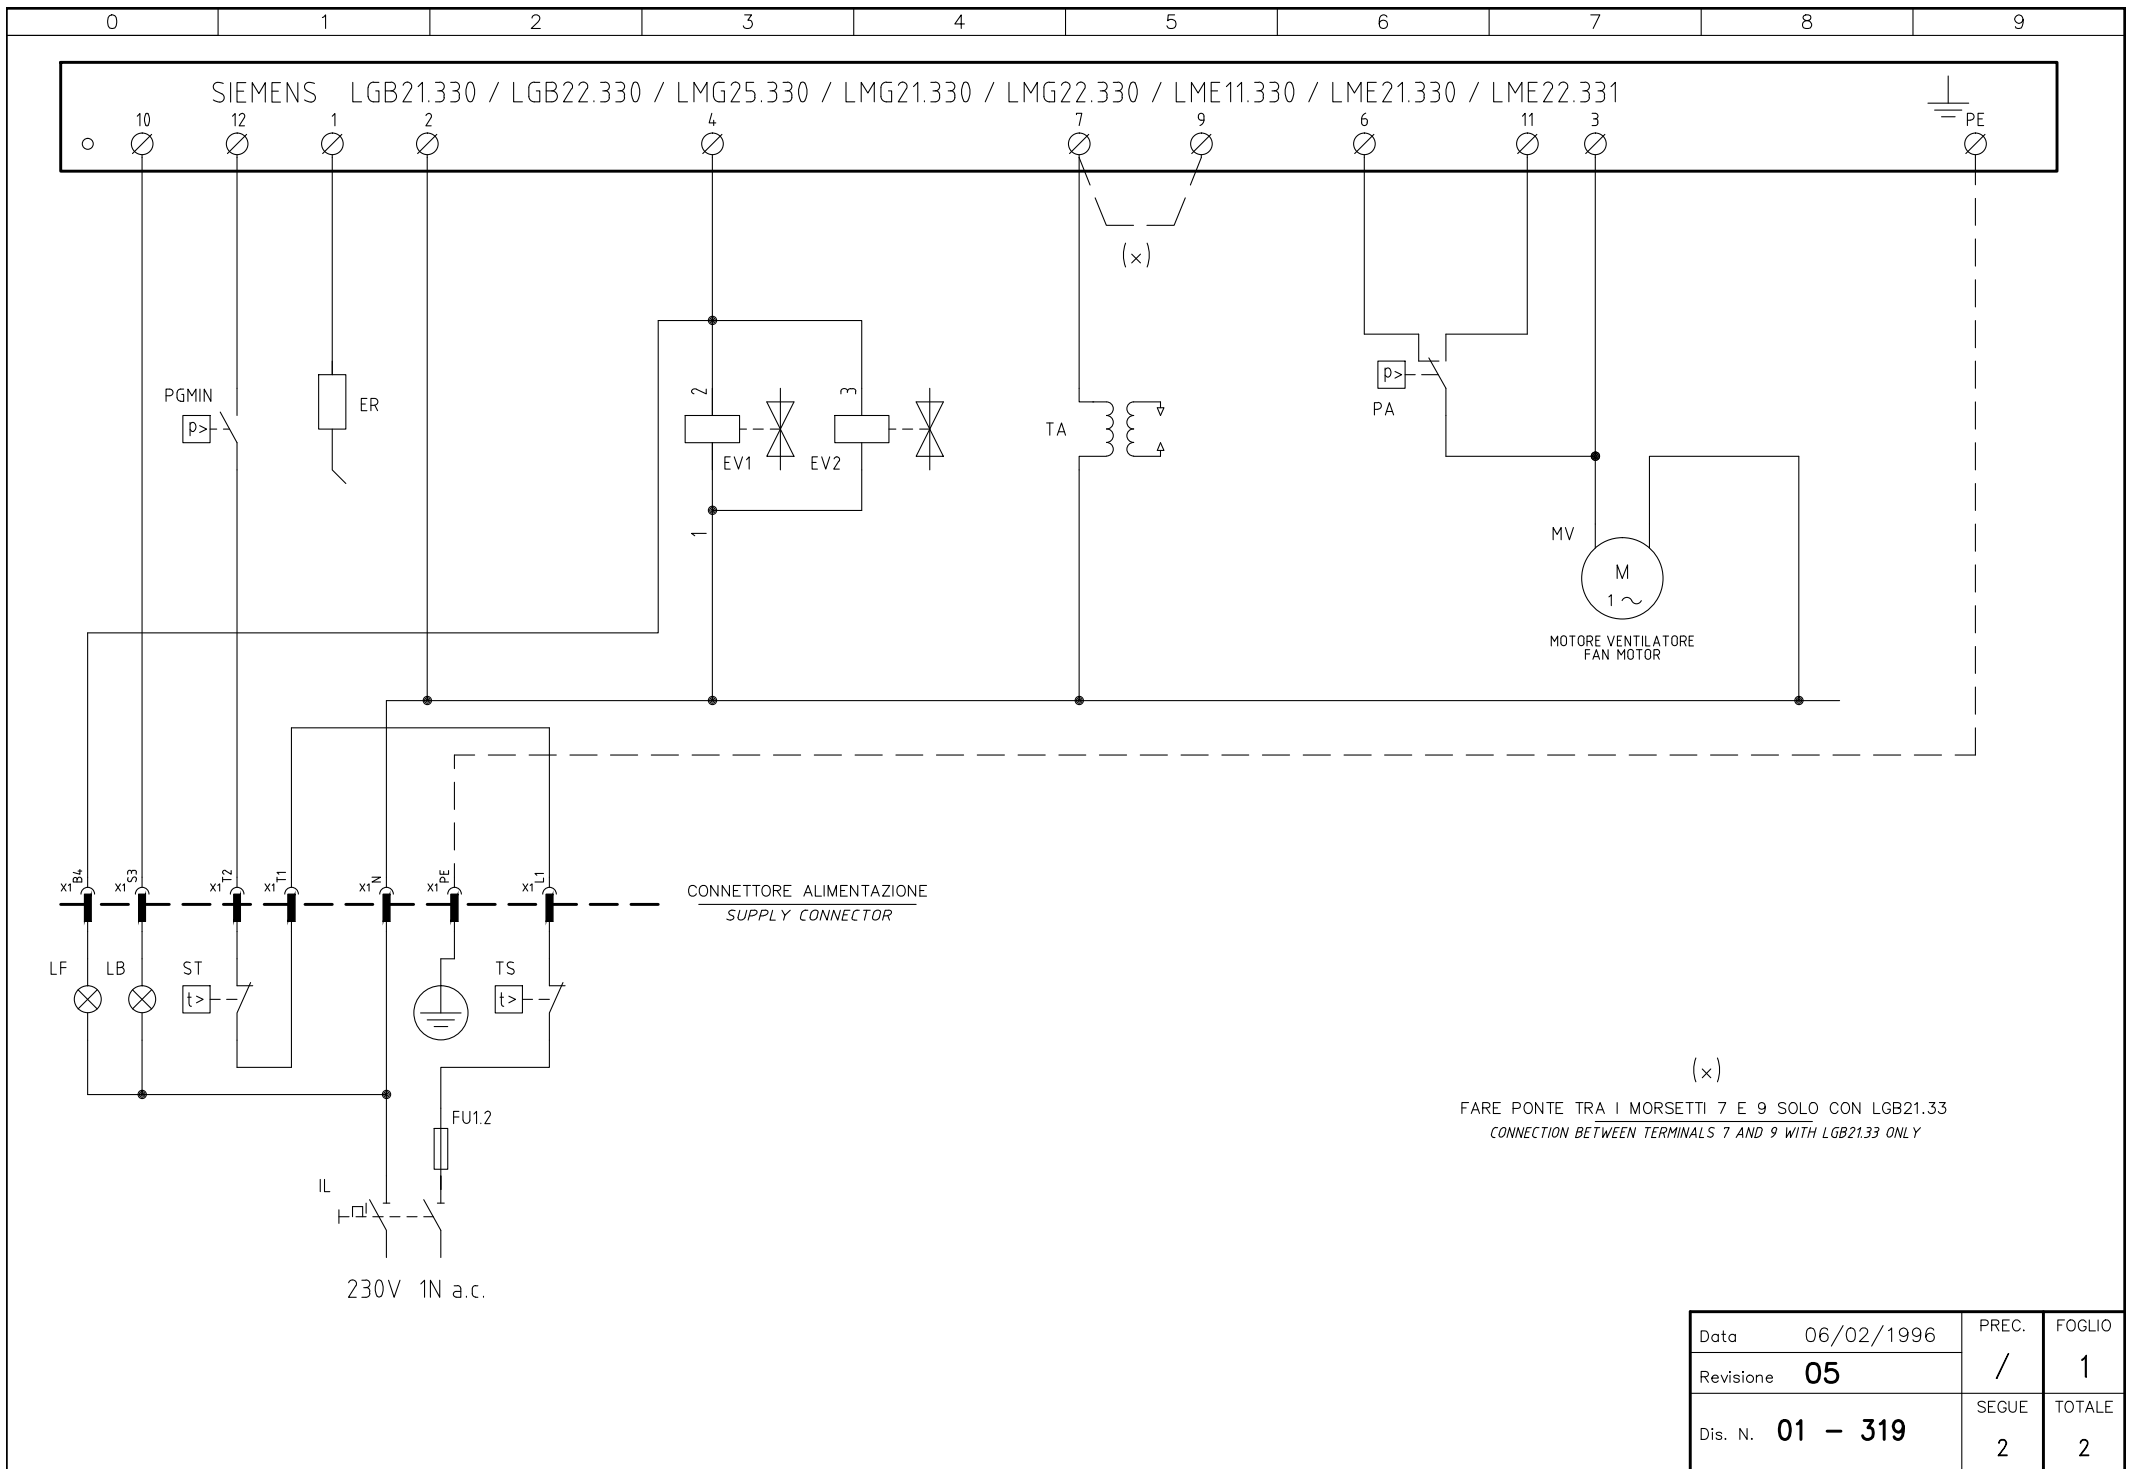 0 1 2 3 4 5 6 7 8 9
SIEMENS LGB21.330 / LGB22.330 / LMG25.330 / LMG21.330 / LMG22.330 / LME11.330 / LME21.330 / LME22.331
10 12 1 2 4 7 9 6 11 3 PE
(x)
PGMIN
p>
ER
2
3
EV1
EV2
1
TA
p>
PA
MV
M
1 ~
MOTORE VENTILATORE
FAN MOTOR
X1 B4 X1 S3 X1 T2 X1 T1 X1 N X1 PE X1 L1
CONNETTORE ALIMENTAZIONE
SUPPLY CONNECTOR
LF LB ST TS
t> t>
FU1.2
IL
230V 1N a.c.
(x)
FARE PONTE TRA I MORSETTI 7 E 9 SOLO CON LGB21.33
CONNECTION BETWEEN TERMINALS 7 AND 9 WITH LGB21.33 ONLY
Data 06/02/1996
Revisione 05
Dis. N. 01 - 319
PREC.
/
FOGLIO
1
SEGUE
2
TOTALE
2